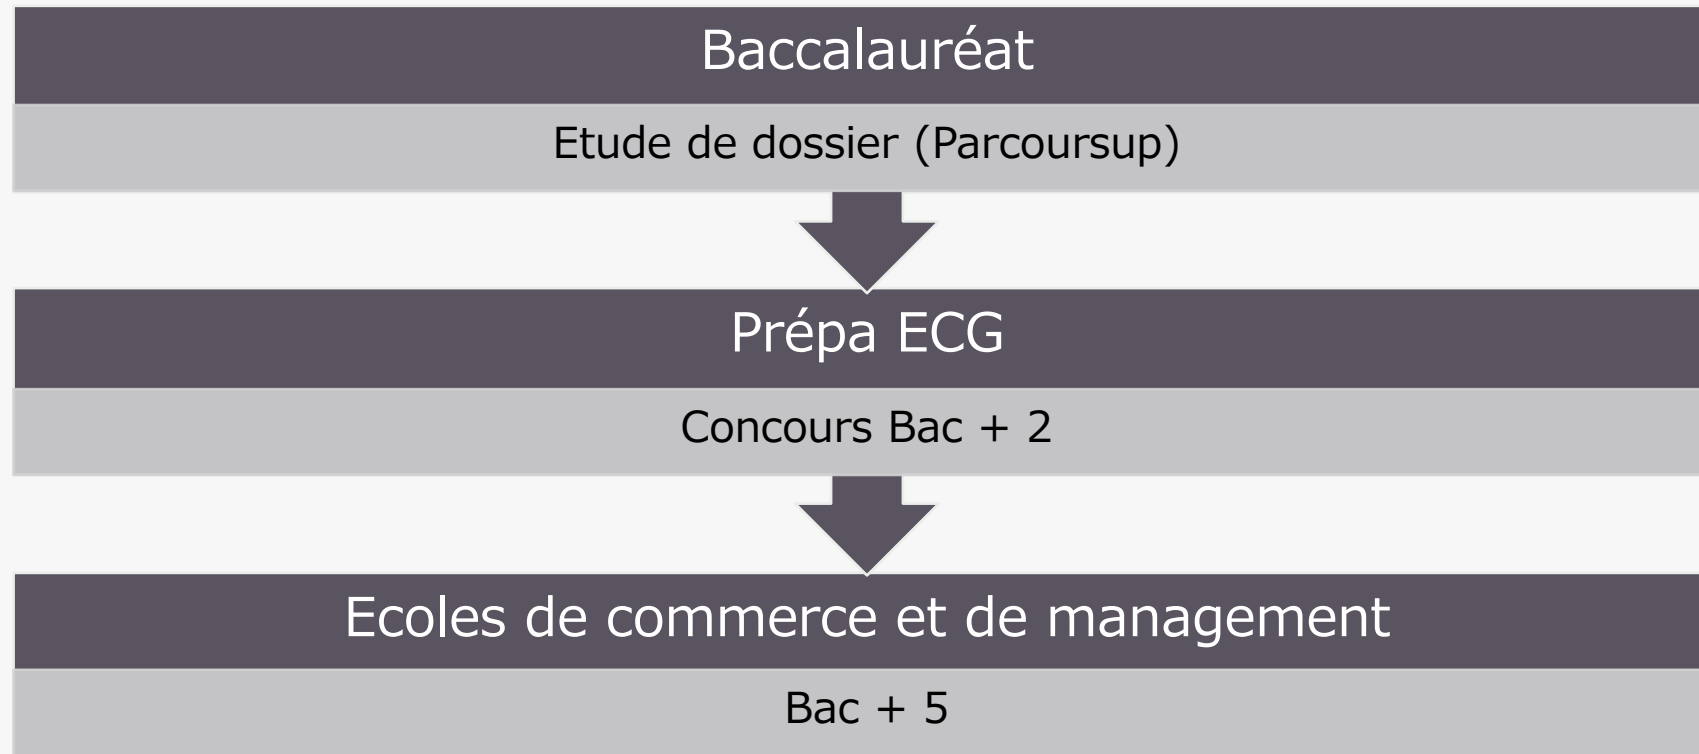 Baccalauréat
Etude de dossier (Parcoursup)
Prépa ECG
Concours Bac + 2
Ecoles de commerce et de management
Bac + 5